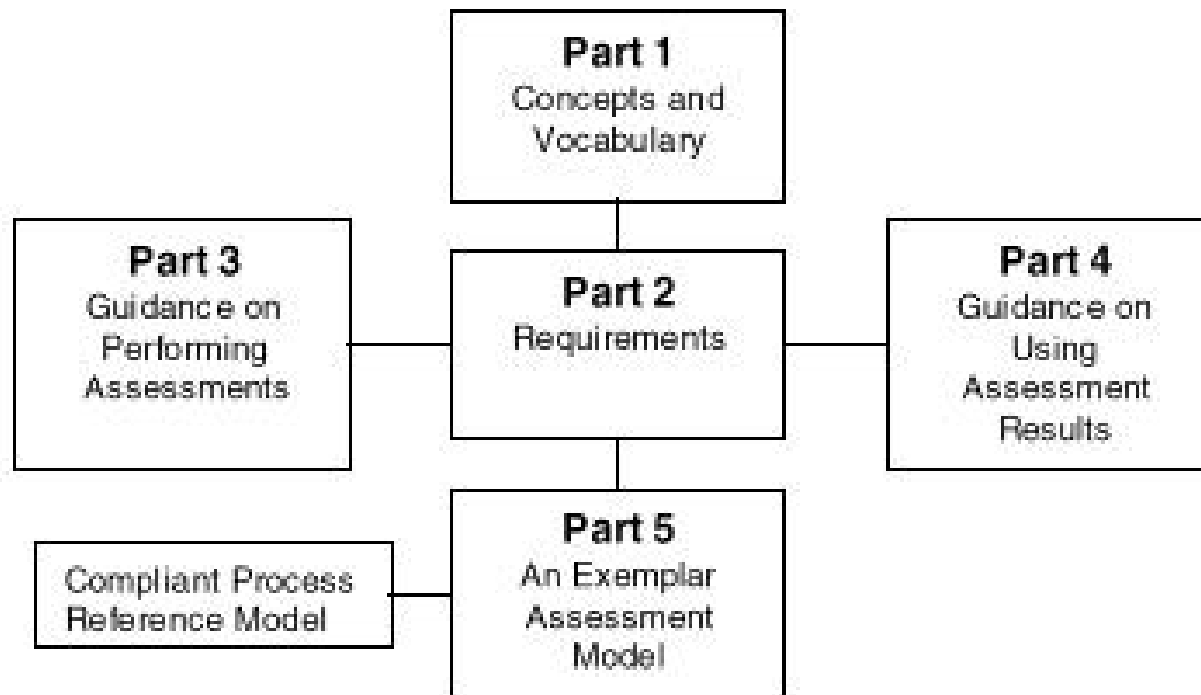 Part 1
Concepts and
Vocabulary
Part 3
Guidance on
Performing
Assessments
Part 2
Requirements
Part 4
Guidance on
Using
Assessment
Results
Part 5
An Exemplar
Assessment
Model
Compliant Process
Reference Model